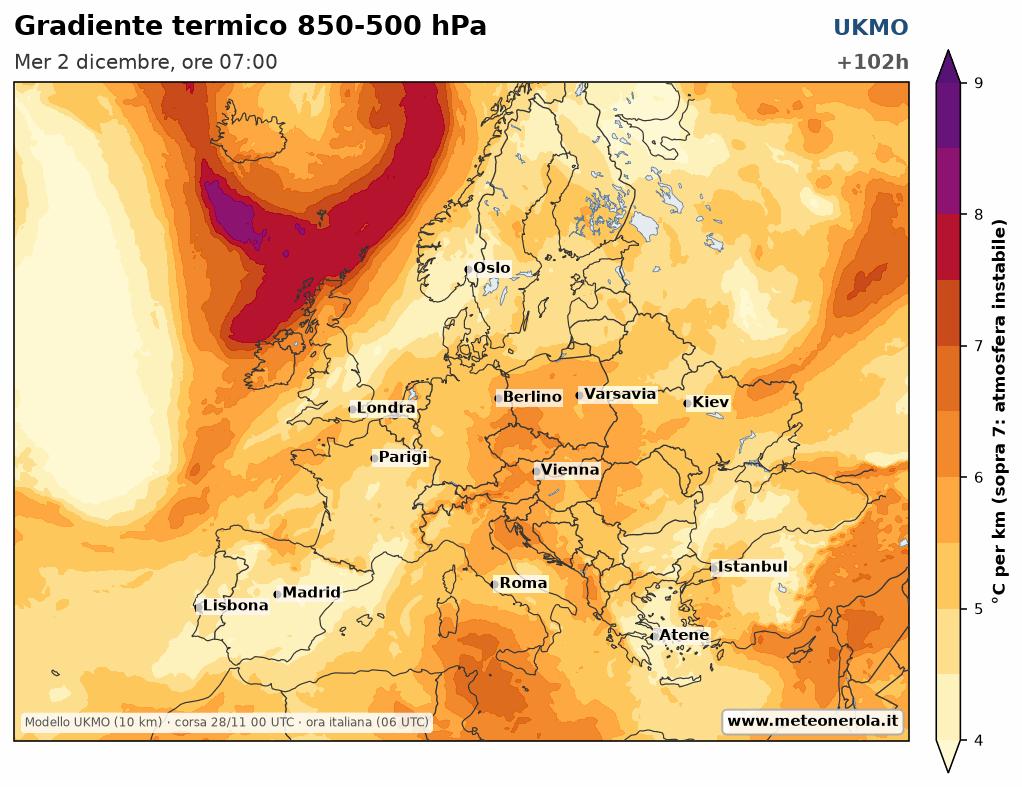 Gradiente termico 850-500 hPa
UKMO
Mer 2 dicembre, ore 07:00
+102h
9
8
7
6
5
4
°C per km (sopra 7: atmosfera instabile)
Oslo
Berlino
Varsavia
Kiev
Londra
Parigi
Vienna
Istanbul
Roma
Madrid
Lisbona
Atene
Modello UKMO (10 km) · corsa 28/11 00 UTC · ora italiana (06 UTC)
www.meteonerola.it